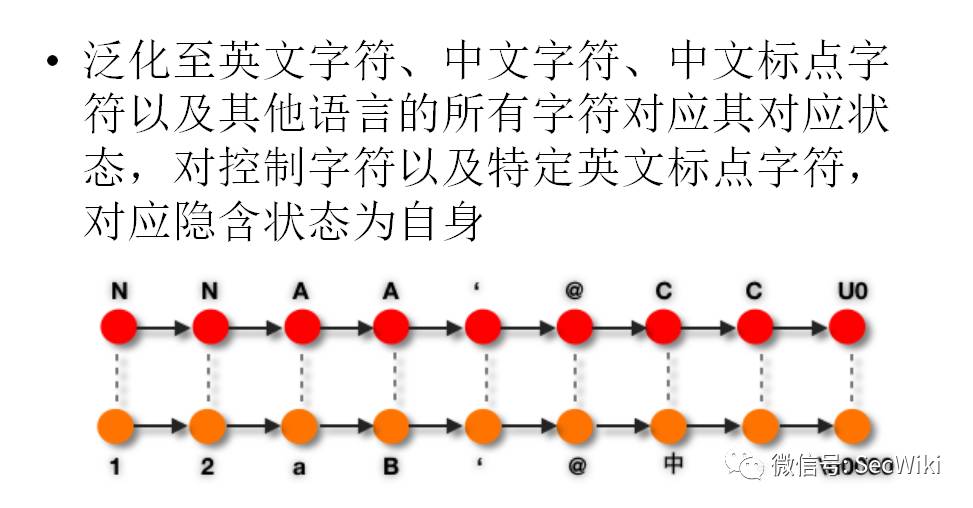 • 泛化至英文字符、中文字符、中文标点字
符以及其他语言的所有字符对应其对应状
态，对控制字符以及特定英文标点字符，
对应隐含状态为自身
N N A A ‘ @ C C U0
1 2 a B ‘ @ 中
微信号: SeoWiki